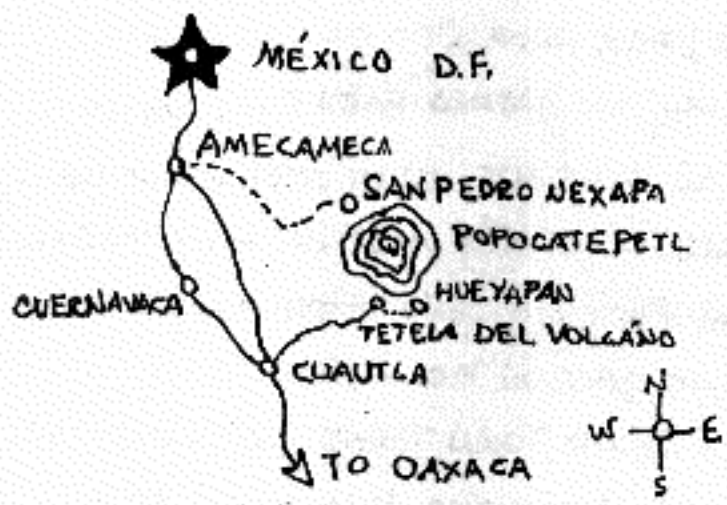 MÉXICO D.F.
AMECAMECA
SAN PEDRO NEXAPA
POPOCATEPETL
HUEYAPAN
CUERNAVACA
TETELA DEL VOLCÁNO
CUAUTLA
N
W E
S
TO OAXACA